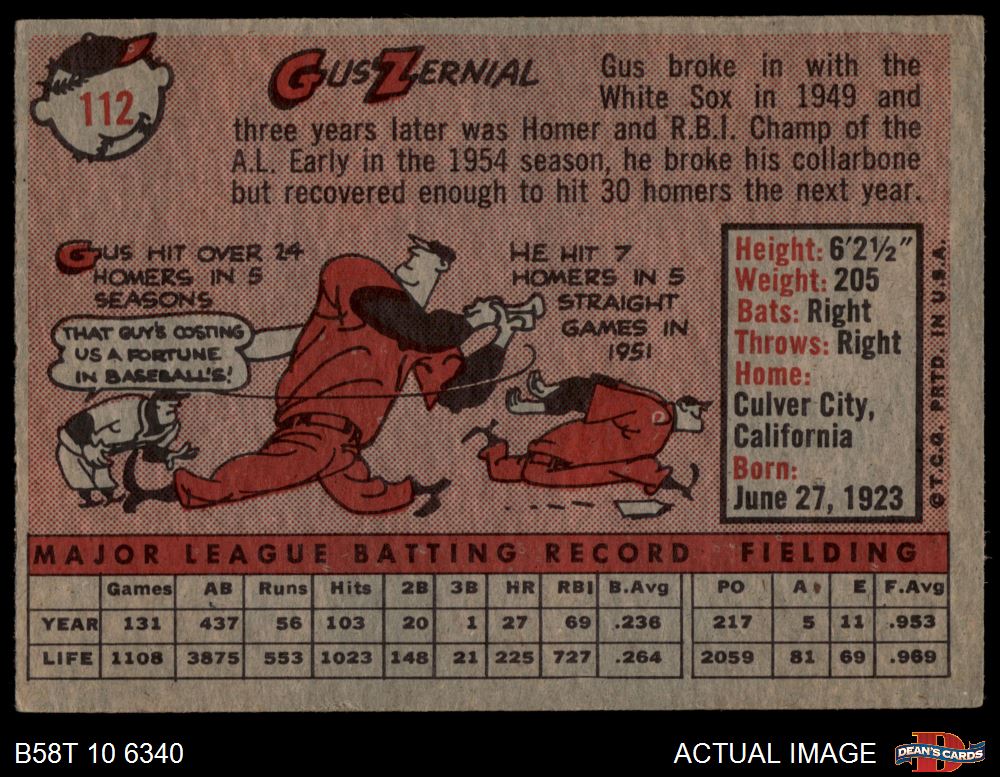 112
Gus Zernial
Gus broke in with the
White Sox in 1949 and
three years later was Homer and R.B.I. Champ of the
A.L. Early in the 1954 season, he broke his collarbone
but recovered enough to hit 30 homers the next year.
GUS HIT OVER 24
HOMERS IN 5
SEASONS
THAT GUY'S COSTING
US A FORTUNE
IN BASEBALL'S!
HE HIT 7
HOMERS IN 5
STRAIGHT
GAMES IN
1951
Height: 6'2½"
Weight: 205
Bats: Right
Throws: Right
Home:
Culver City,
California
Born:
June 27, 1923
© T.C.G. PRTD. IN U.S.A.
MAJOR LEAGUE BATTING RECORD FIELDING
Games AB Runs Hits 2B 3B HR RBI B.Avg PO A E F.Avg
YEAR 131 437 56 103 20 1 27 69 .236 217 5 11 .953
LIFE 1108 3875 553 1023 148 21 225 727 .264 2059 81 69 .969
B58T 10 6340
ACTUAL IMAGE
DEAN'S CARDS